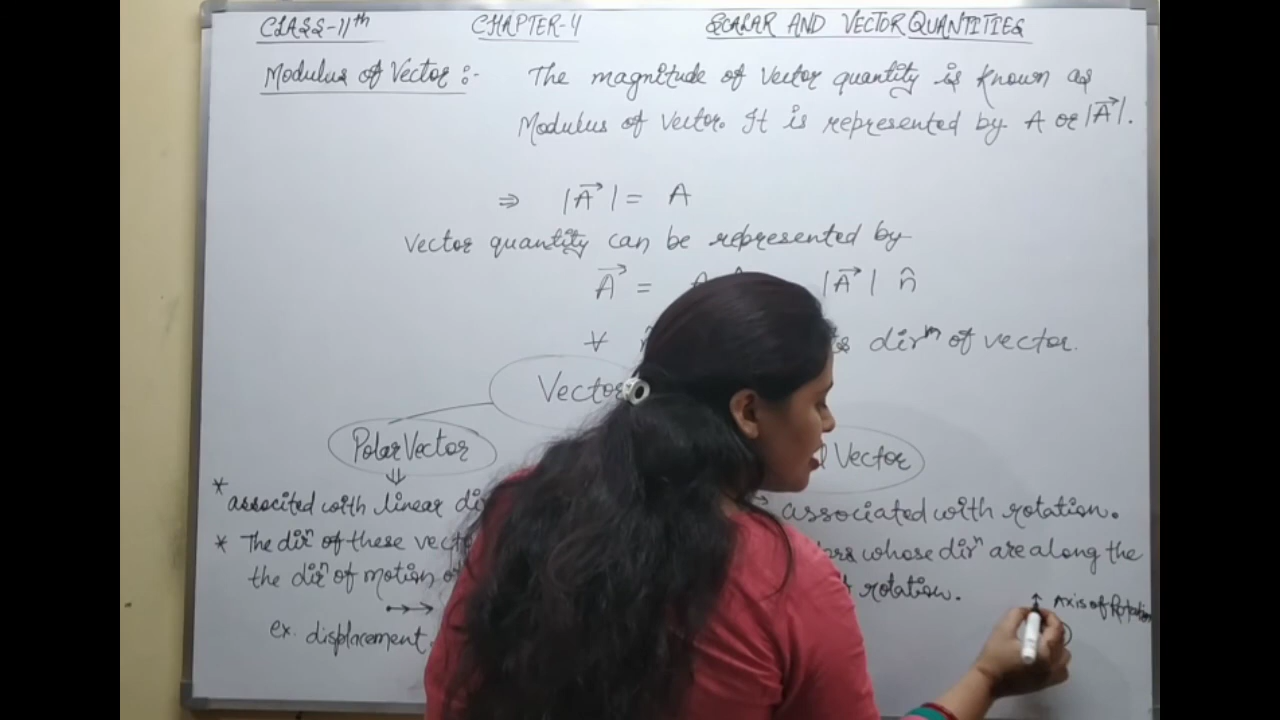 CLASS-11th CHAPTER-4 SCALAR AND VECTOR QUANTITIES
Modulus of Vector :- The magnitude of Vector quantity is known as
Modulus of Vector. It is represented by A or |A⃗|.
⇒ |A⃗| = A
Vector quantity can be represented by
A⃗ = |A⃗| n̂
∀ dirⁿ of vector.
Vector
Polar Vector Vector
* associted with linear associated with rotation.
* The dirⁿ of these whose dirⁿ are along the
the dirⁿ of motion rotation.
Axis of Rotation
ex. displacement.